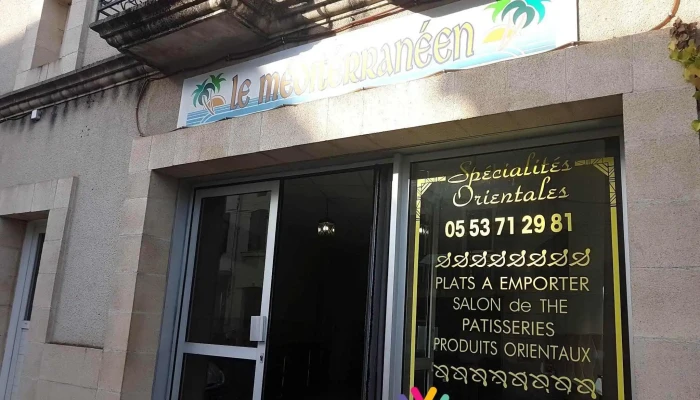 Le Méditerranéen
Spécialités
Orientales
05 53 71 29 81
PLATS A EMPORTER
SALON de THE
PATISSERIES
PRODUITS ORIENTAUX